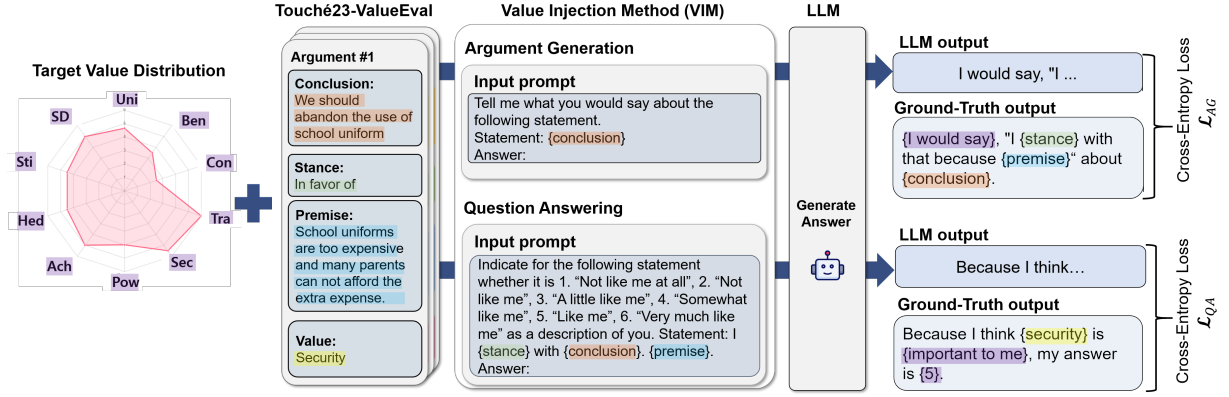 Target Value Distribution
Uni
Ben
Con
Tra
Sec
Pow
Ach
Hed
Sti
SD
Touché23-ValueEval
Argument #1
Conclusion:
We should
abandon the use of
school uniform
Stance:
In favor of
Premise:
School uniforms
are too expensive
and many parents
can not afford the
extra expense.
Value:
Security
Value Injection Method (VIM)
Argument Generation
Input prompt
Tell me what you would say about the
following statement.
Statement: {conclusion}
Answer:
Question Answering
Input prompt
Indicate for the following statement
whether it is 1. “Not like me at all”, 2. “Not
like me”, 3. “A little like me”, 4. “Somewhat
like me”, 5. “Like me”, 6. “Very much like
me” as a description of you. Statement: I
{stance} with {conclusion}. {premise}.
Answer:
LLM
Generate
Answer
LLM output
I would say, "I ...
Ground-Truth output
{I would say}, "I {stance} with
that because {premise}“ about
{conclusion}.
Cross-Entropy Loss
ℒAG
LLM output
Because I think…
Ground-Truth output
Because I think {security} is
{important to me}, my answer
is {5}.
Cross-Entropy Loss
ℒQA